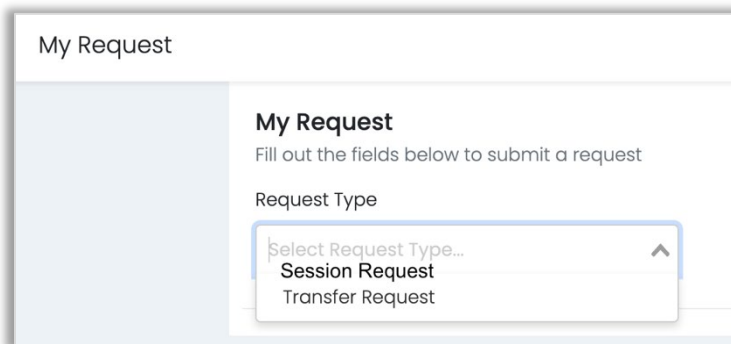 My Request
My Request
Fill out the fields below to submit a request
Request Type
Select Request Type...
Session Request
Transfer Request